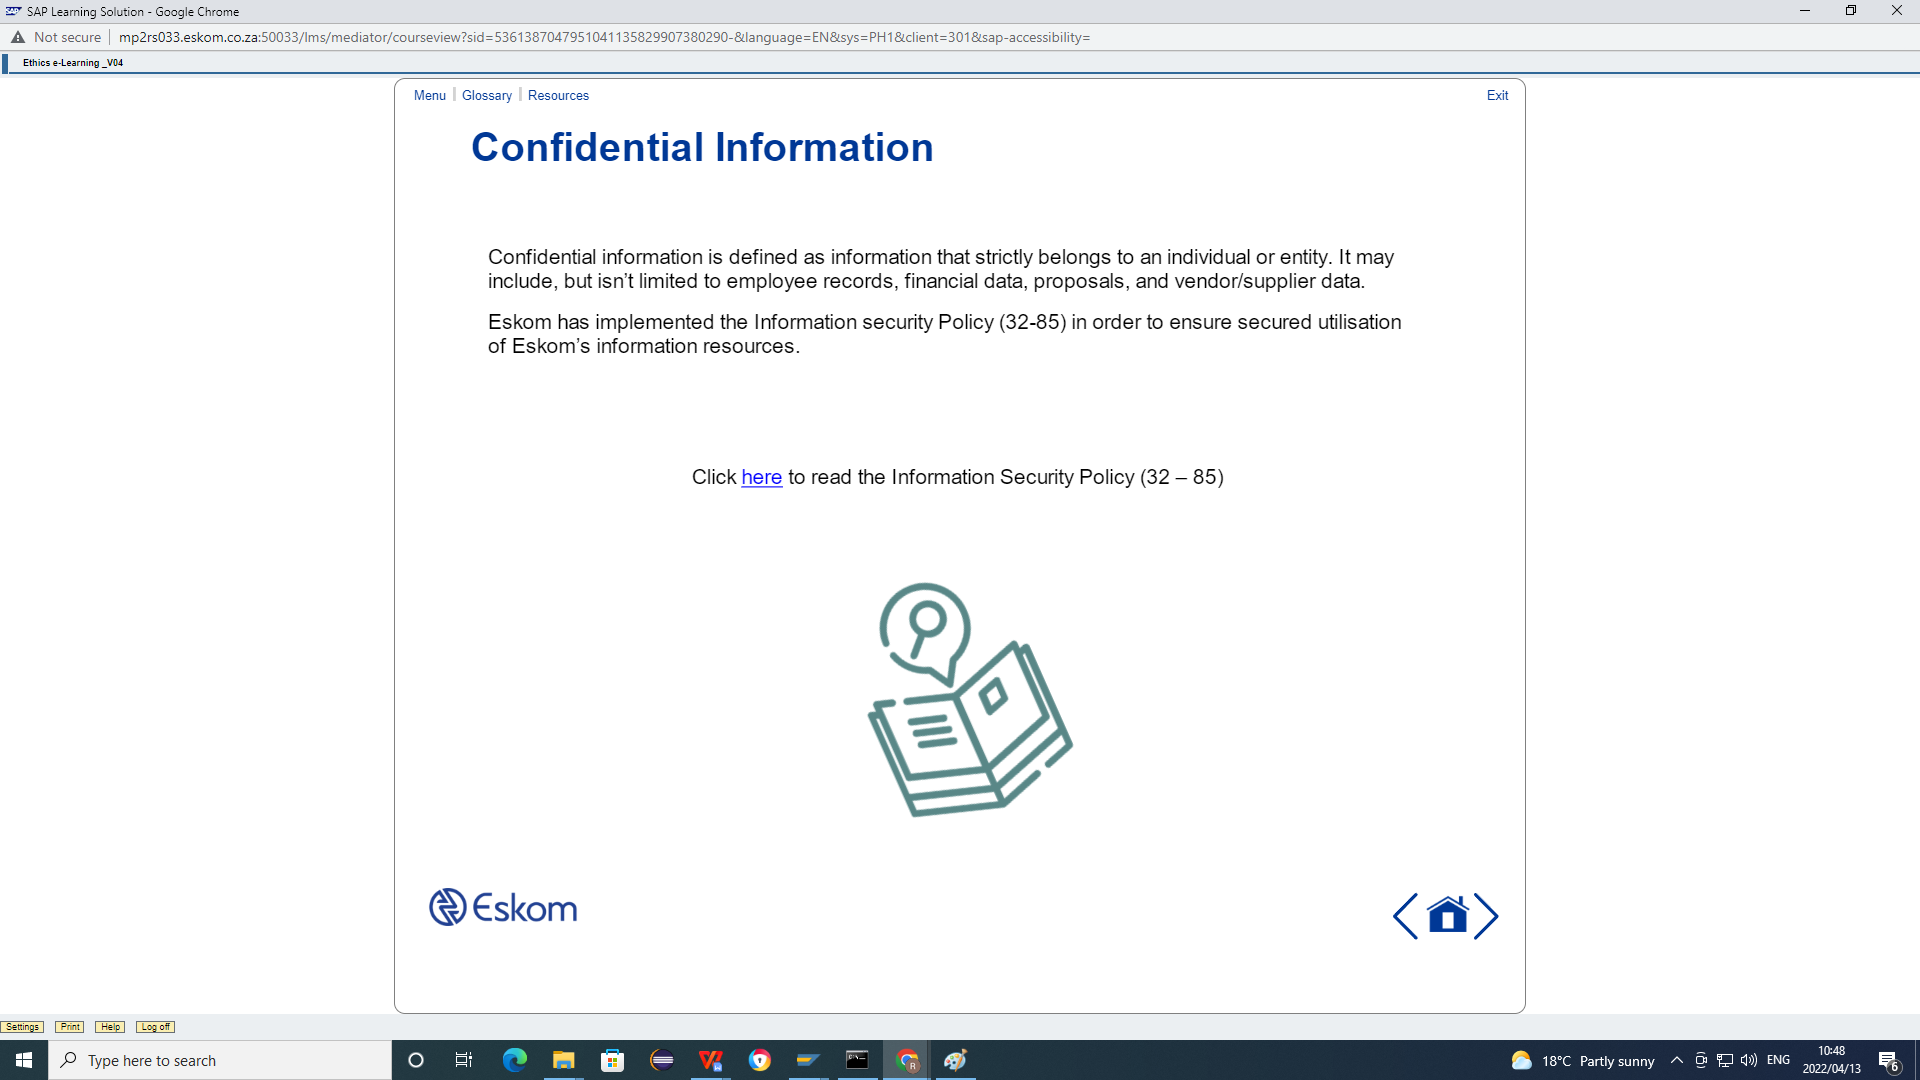 SAP Learning Solution - Google Chrome
Not secure mp2rs033.eskom.co.za:50033/lms/mediator/courseview?sid=5361387047951041135829907380290-&language=EN&sys=PH1&client=301&sap-accessibility=
Ethics e-Learning _V04
Menu Glossary Resources Exit
Confidential Information
Confidential information is defined as information that strictly belongs to an individual or entity. It may
include, but isn’t limited to employee records, financial data, proposals, and vendor/supplier data.
Eskom has implemented the Information security Policy (32-85) in order to ensure secured utilisation
of Eskom’s information resources.
Click here to read the Information Security Policy (32 – 85)
Eskom
Settings Print Help Log off
Type here to search
18°C Partly sunny ENG
10:48
2022/04/13
6